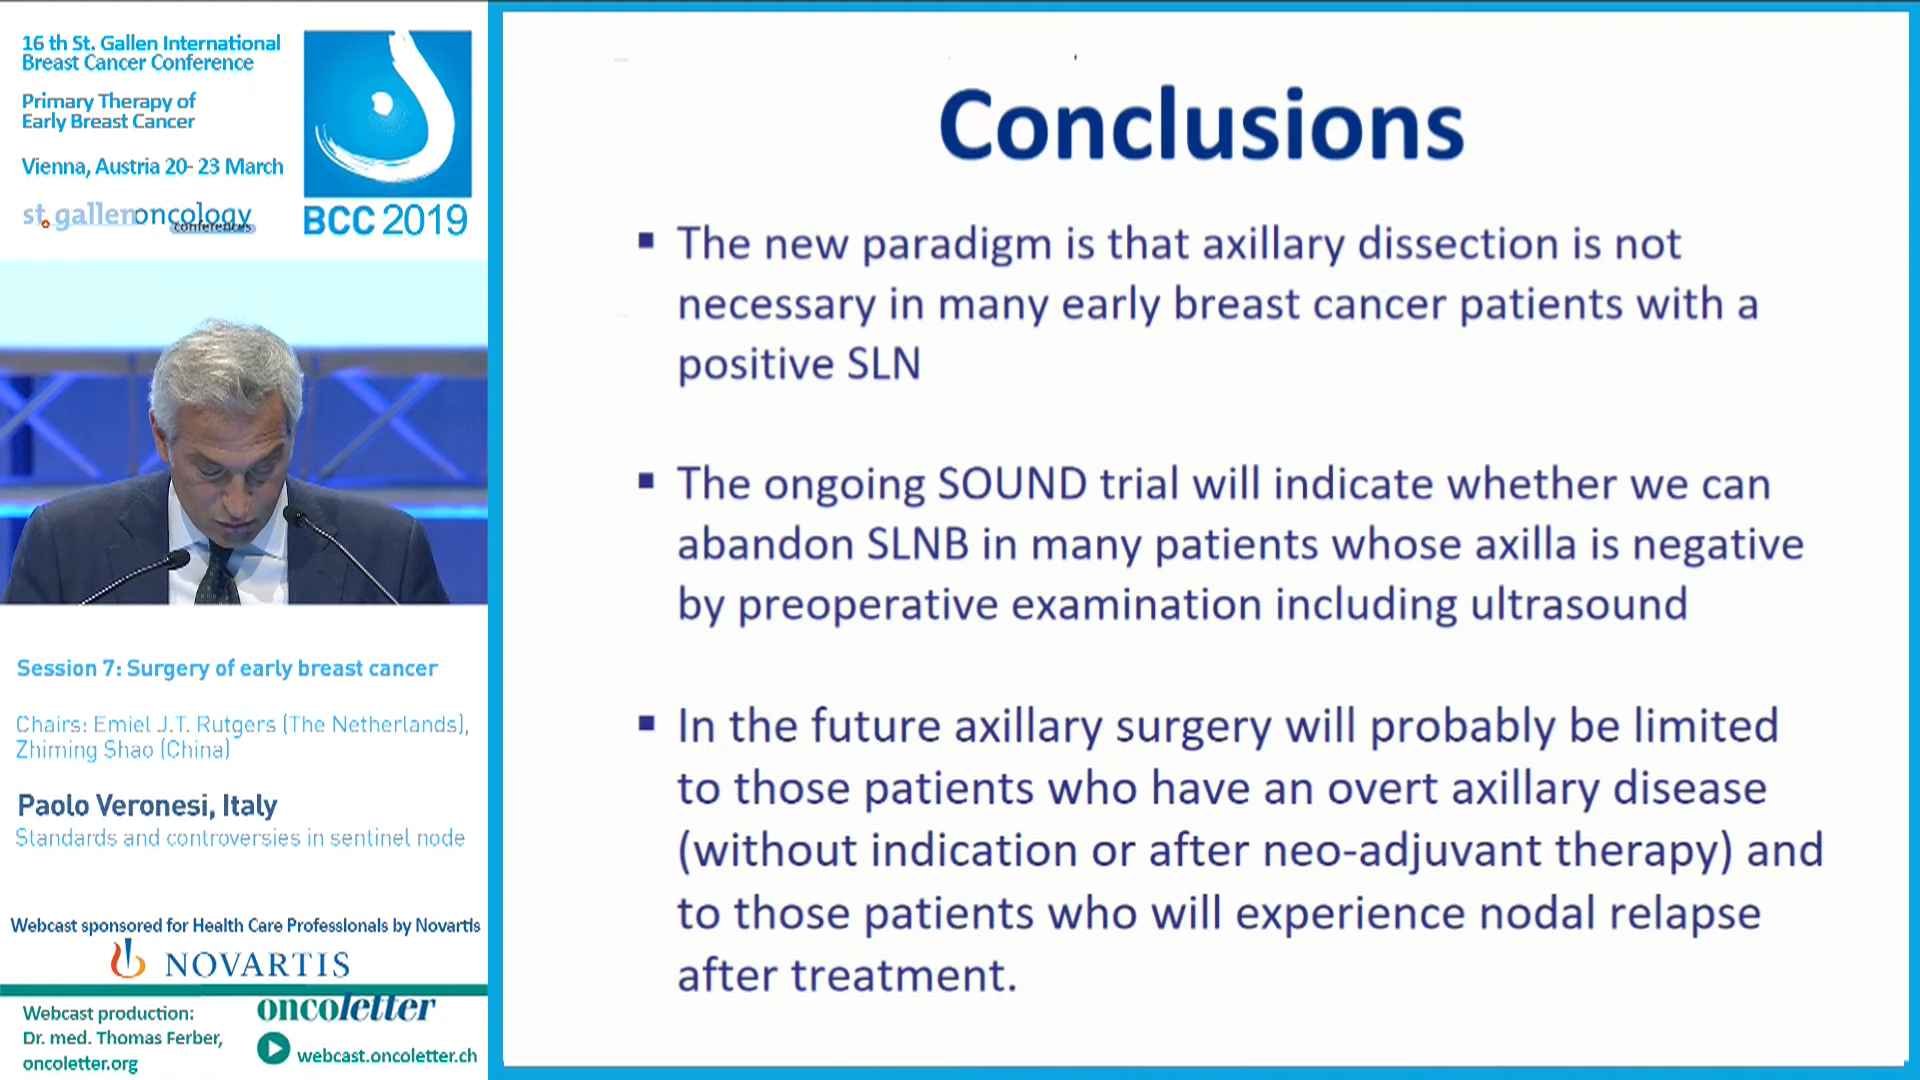 16 th St. Gallen International
Breast Cancer Conference
Primary Therapy of
Early Breast Cancer
Vienna, Austria 20- 23 March
st.gallenoncology
conferences
BCC 2019
Session 7: Surgery of early breast cancer
Chairs: Emiel J.T. Rutgers (The Netherlands),
Zhiming Shao (China)
Paolo Veronesi, Italy
Standards and controversies in sentinel node
Webcast sponsored for Health Care Professionals by Novartis
NOVARTIS
Webcast production:
Dr. med. Thomas Ferber,
oncoletter.org
oncoletter
webcast.oncoletter.ch
Conclusions
▪ The new paradigm is that axillary dissection is not
necessary in many early breast cancer patients with a
positive SLN
▪ The ongoing SOUND trial will indicate whether we can
abandon SLNB in many patients whose axilla is negative
by preoperative examination including ultrasound
▪ In the future axillary surgery will probably be limited
to those patients who have an overt axillary disease
(without indication or after neo-adjuvant therapy) and
to those patients who will experience nodal relapse
after treatment.